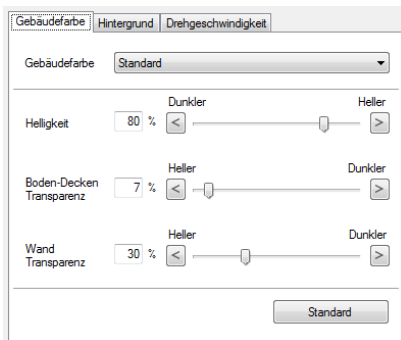 Gebäudefarbe Hintergrund Drehgeschwindigkeit
Gebäudefarbe Standard
Dunkler Heller
Helligkeit 80 % < >
Heller Dunkler
Boden-Decken
Transparenz 7 % < >
Heller Dunkler
Wand
Transparenz 30 % < >
Standard